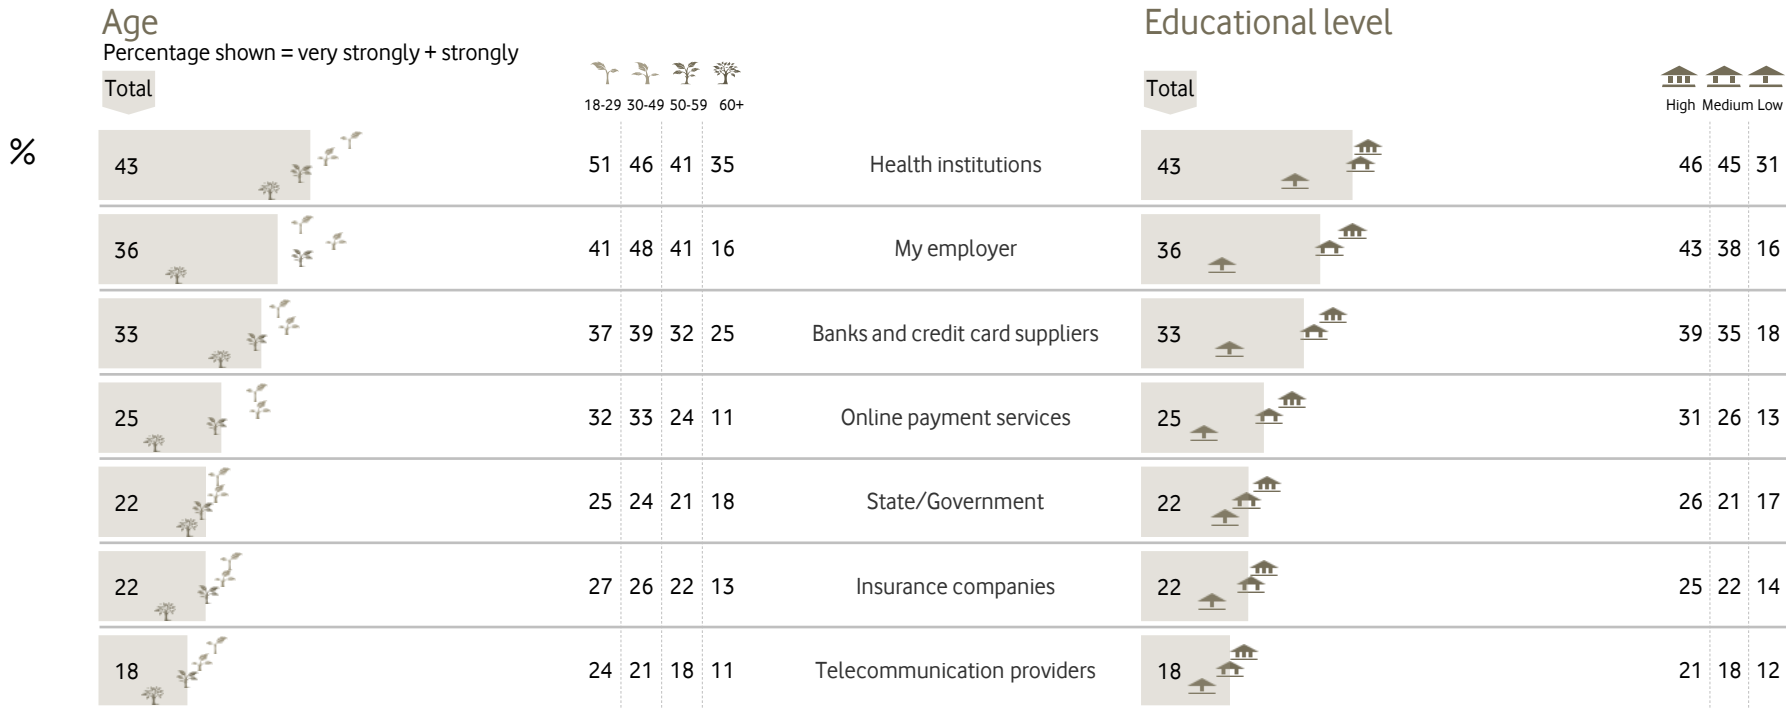 Age
Educational level
Percentage shown = very strongly + strongly
Total
18-29 30-49 50-59 60+
Total
High Medium Low
%
43 51 46 41 35 Health institutions 43 46 45 31
36 41 48 41 16 My employer 36 43 38 16
33 37 39 32 25 Banks and credit card suppliers 33 39 35 18
25 32 33 24 11 Online payment services 25 31 26 13
22 25 24 21 18 State/Government 22 26 21 17
22 27 26 22 13 Insurance companies 22 25 22 14
18 24 21 18 11 Telecommunication providers 18 21 18 12